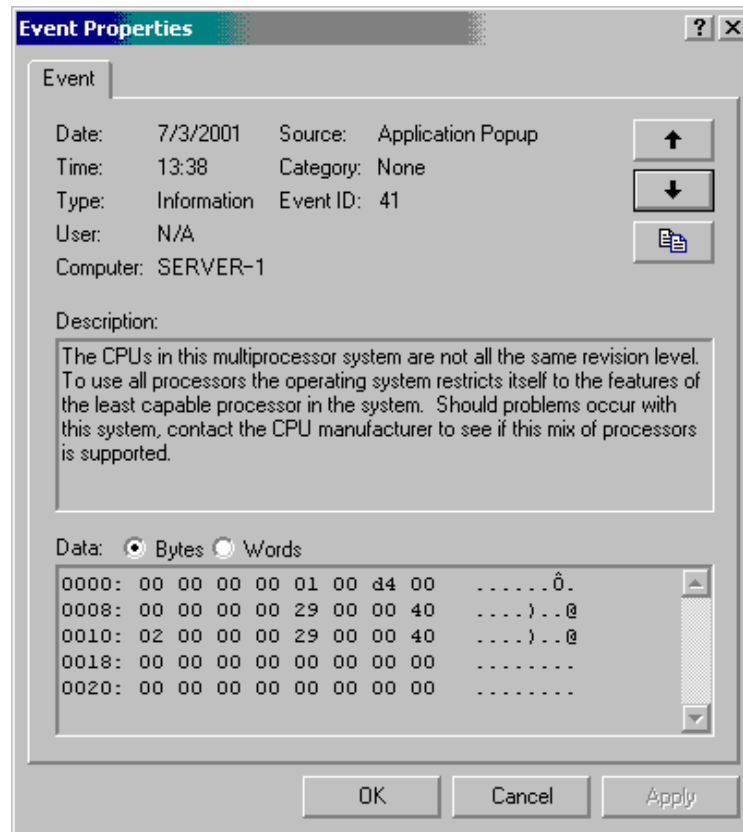 Event Properties
Event
Date: 7/3/2001 Source: Application Popup
Time: 13:38 Category: None
Type: Information Event ID: 41
User: N/A
Computer: SERVER-1
Description:
The CPUs in this multiprocessor system are not all the same revision level.
To use all processors the operating system restricts itself to the features of
the least capable processor in the system. Should problems occur with
this system, contact the CPU manufacturer to see if this mix of processors
is supported.
Data: Bytes Words
0000: 00 00 00 00 01 00 d4 00 ......Ô.
0008: 00 00 00 00 29 00 00 40 ....)..@
0010: 02 00 00 00 29 00 00 40 ....)..@
0018: 00 00 00 00 00 00 00 00 ........
0020: 00 00 00 00 00 00 00 00 ........
OK Cancel Apply